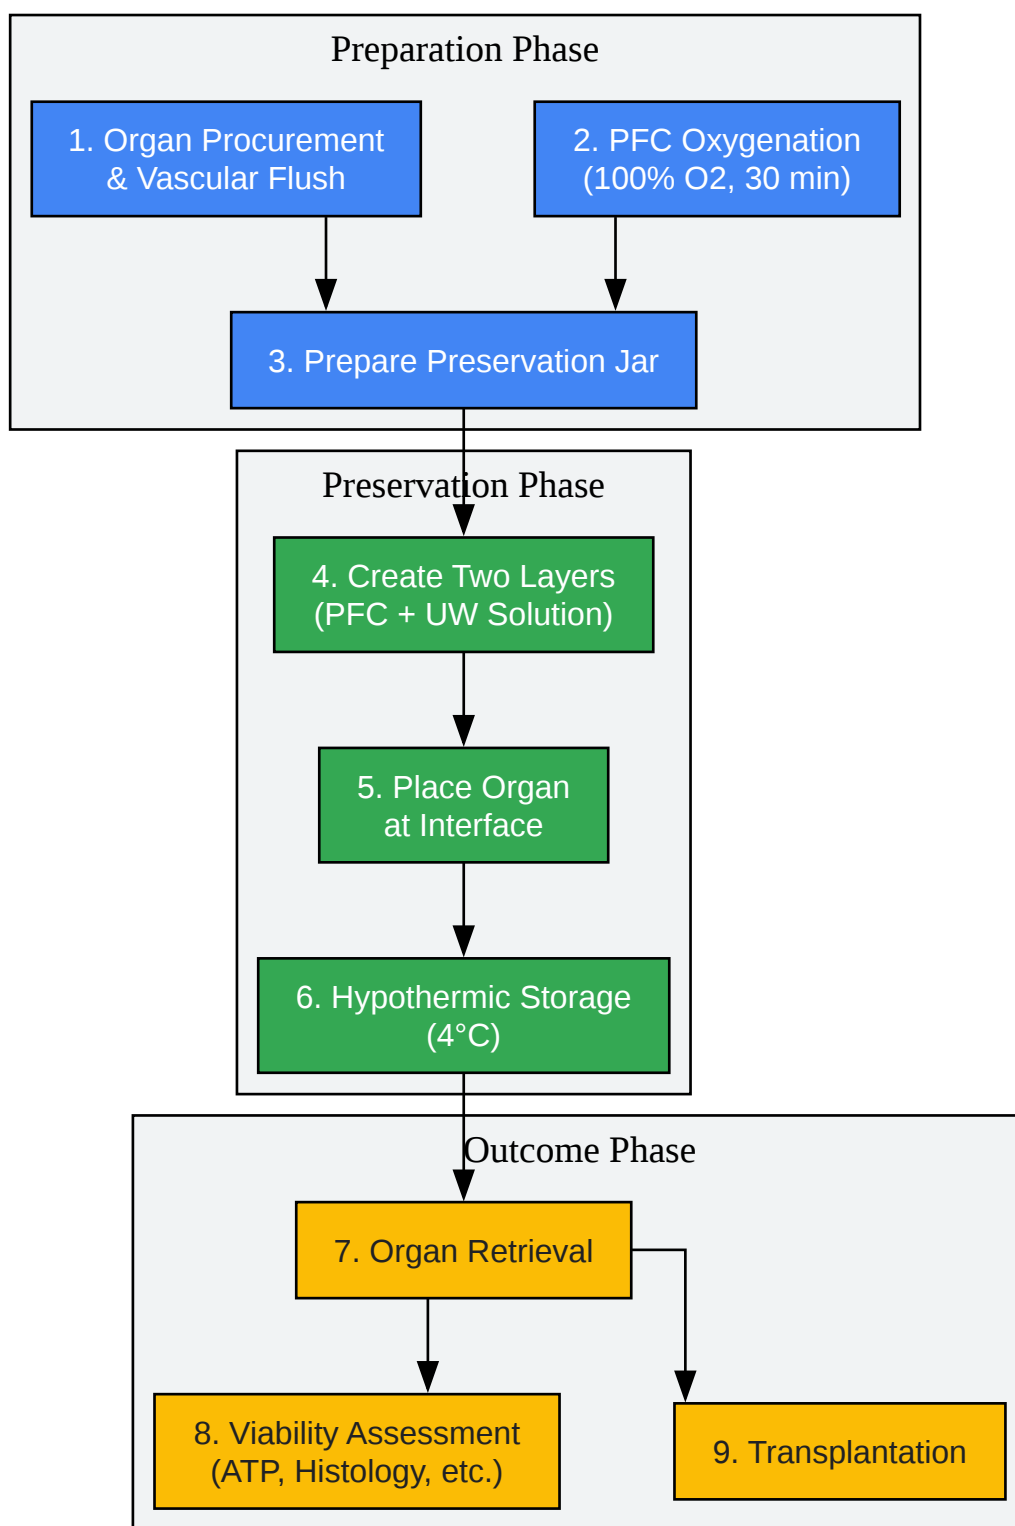 Preparation Phase
1. Organ Procurement
& Vascular Flush
2. PFC Oxygenation
(100% O2, 30 min)
3. Prepare Preservation Jar
Preservation Phase
4. Create Two Layers
(PFC + UW Solution)
5. Place Organ
at Interface
6. Hypothermic Storage
(4°C)
Outcome Phase
7. Organ Retrieval
8. Viability Assessment
(ATP, Histology, etc.)
9. Transplantation